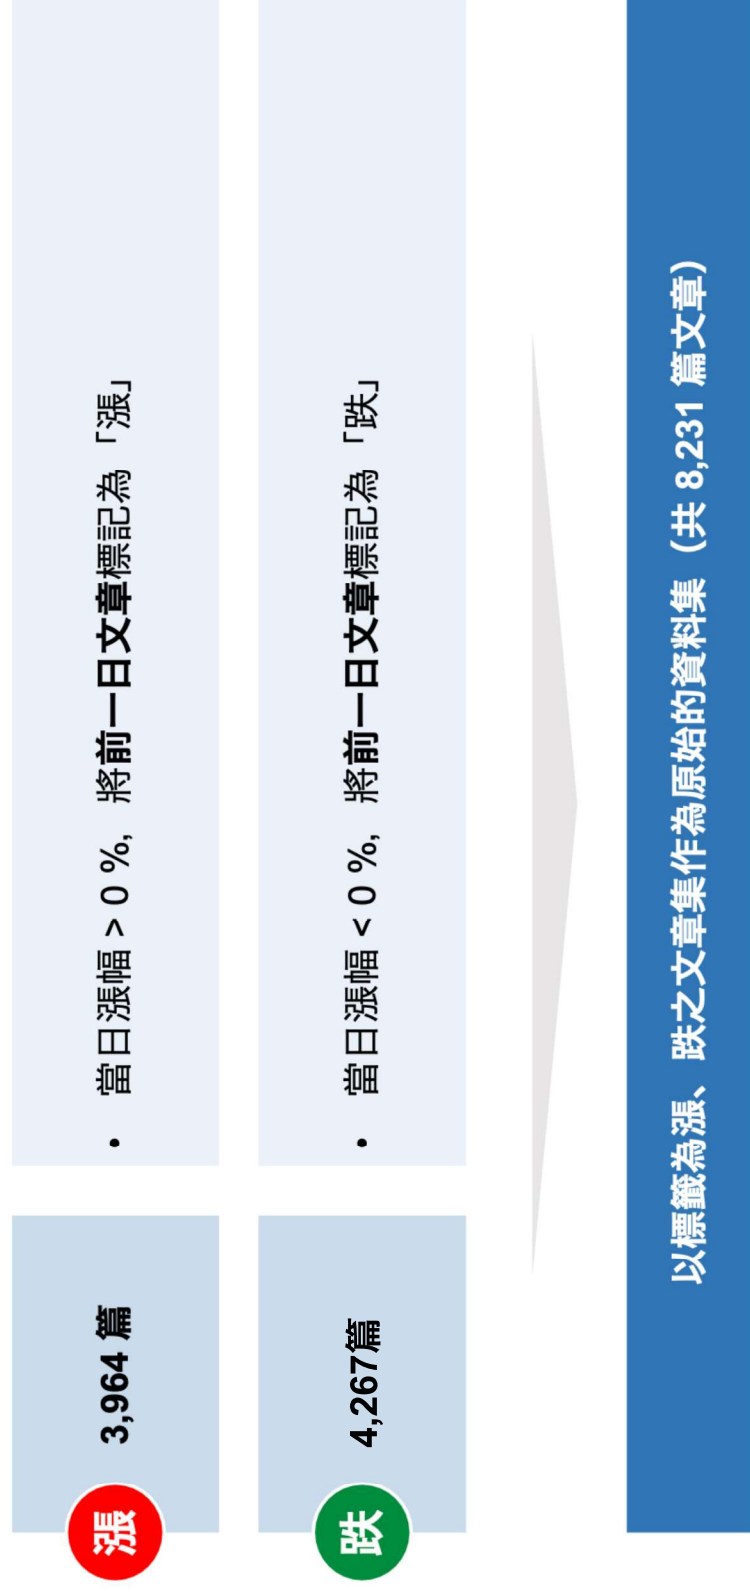 漲
3,964 篇
• 當日漲幅 > 0 %, 將前一日文章標記為「漲」
跌
4,267篇
• 當日漲幅 < 0 %, 將前一日文章標記為「跌」
以標籤為漲、跌之文章集作為原始的資料集（共 8,231 篇文章）